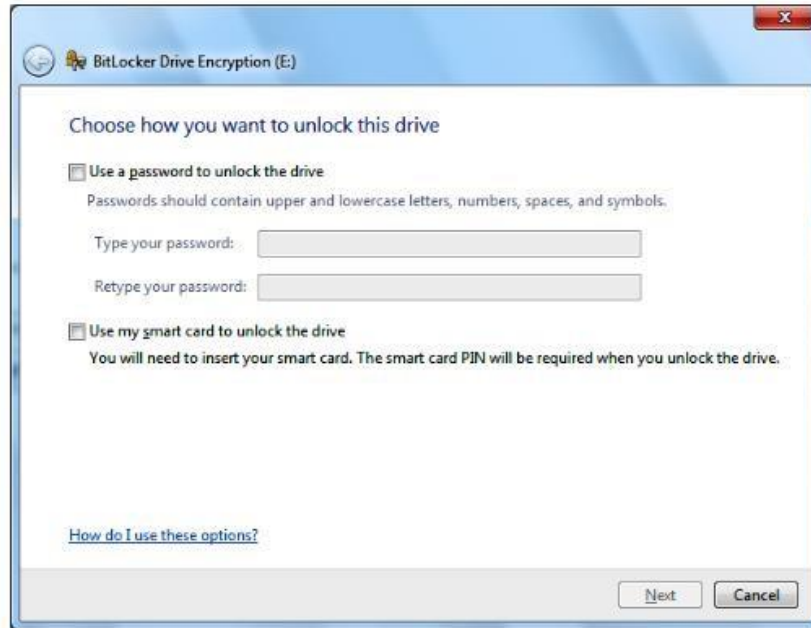 BitLocker Drive Encryption (E:)
Choose how you want to unlock this drive
Use a password to unlock the drive
Passwords should contain upper and lowercase letters, numbers, spaces, and symbols.
Type your password:
Retype your password:
Use my smart card to unlock the drive
You will need to insert your smart card. The smart card PIN will be required when you unlock the drive.
How do I use these options?
Next Cancel